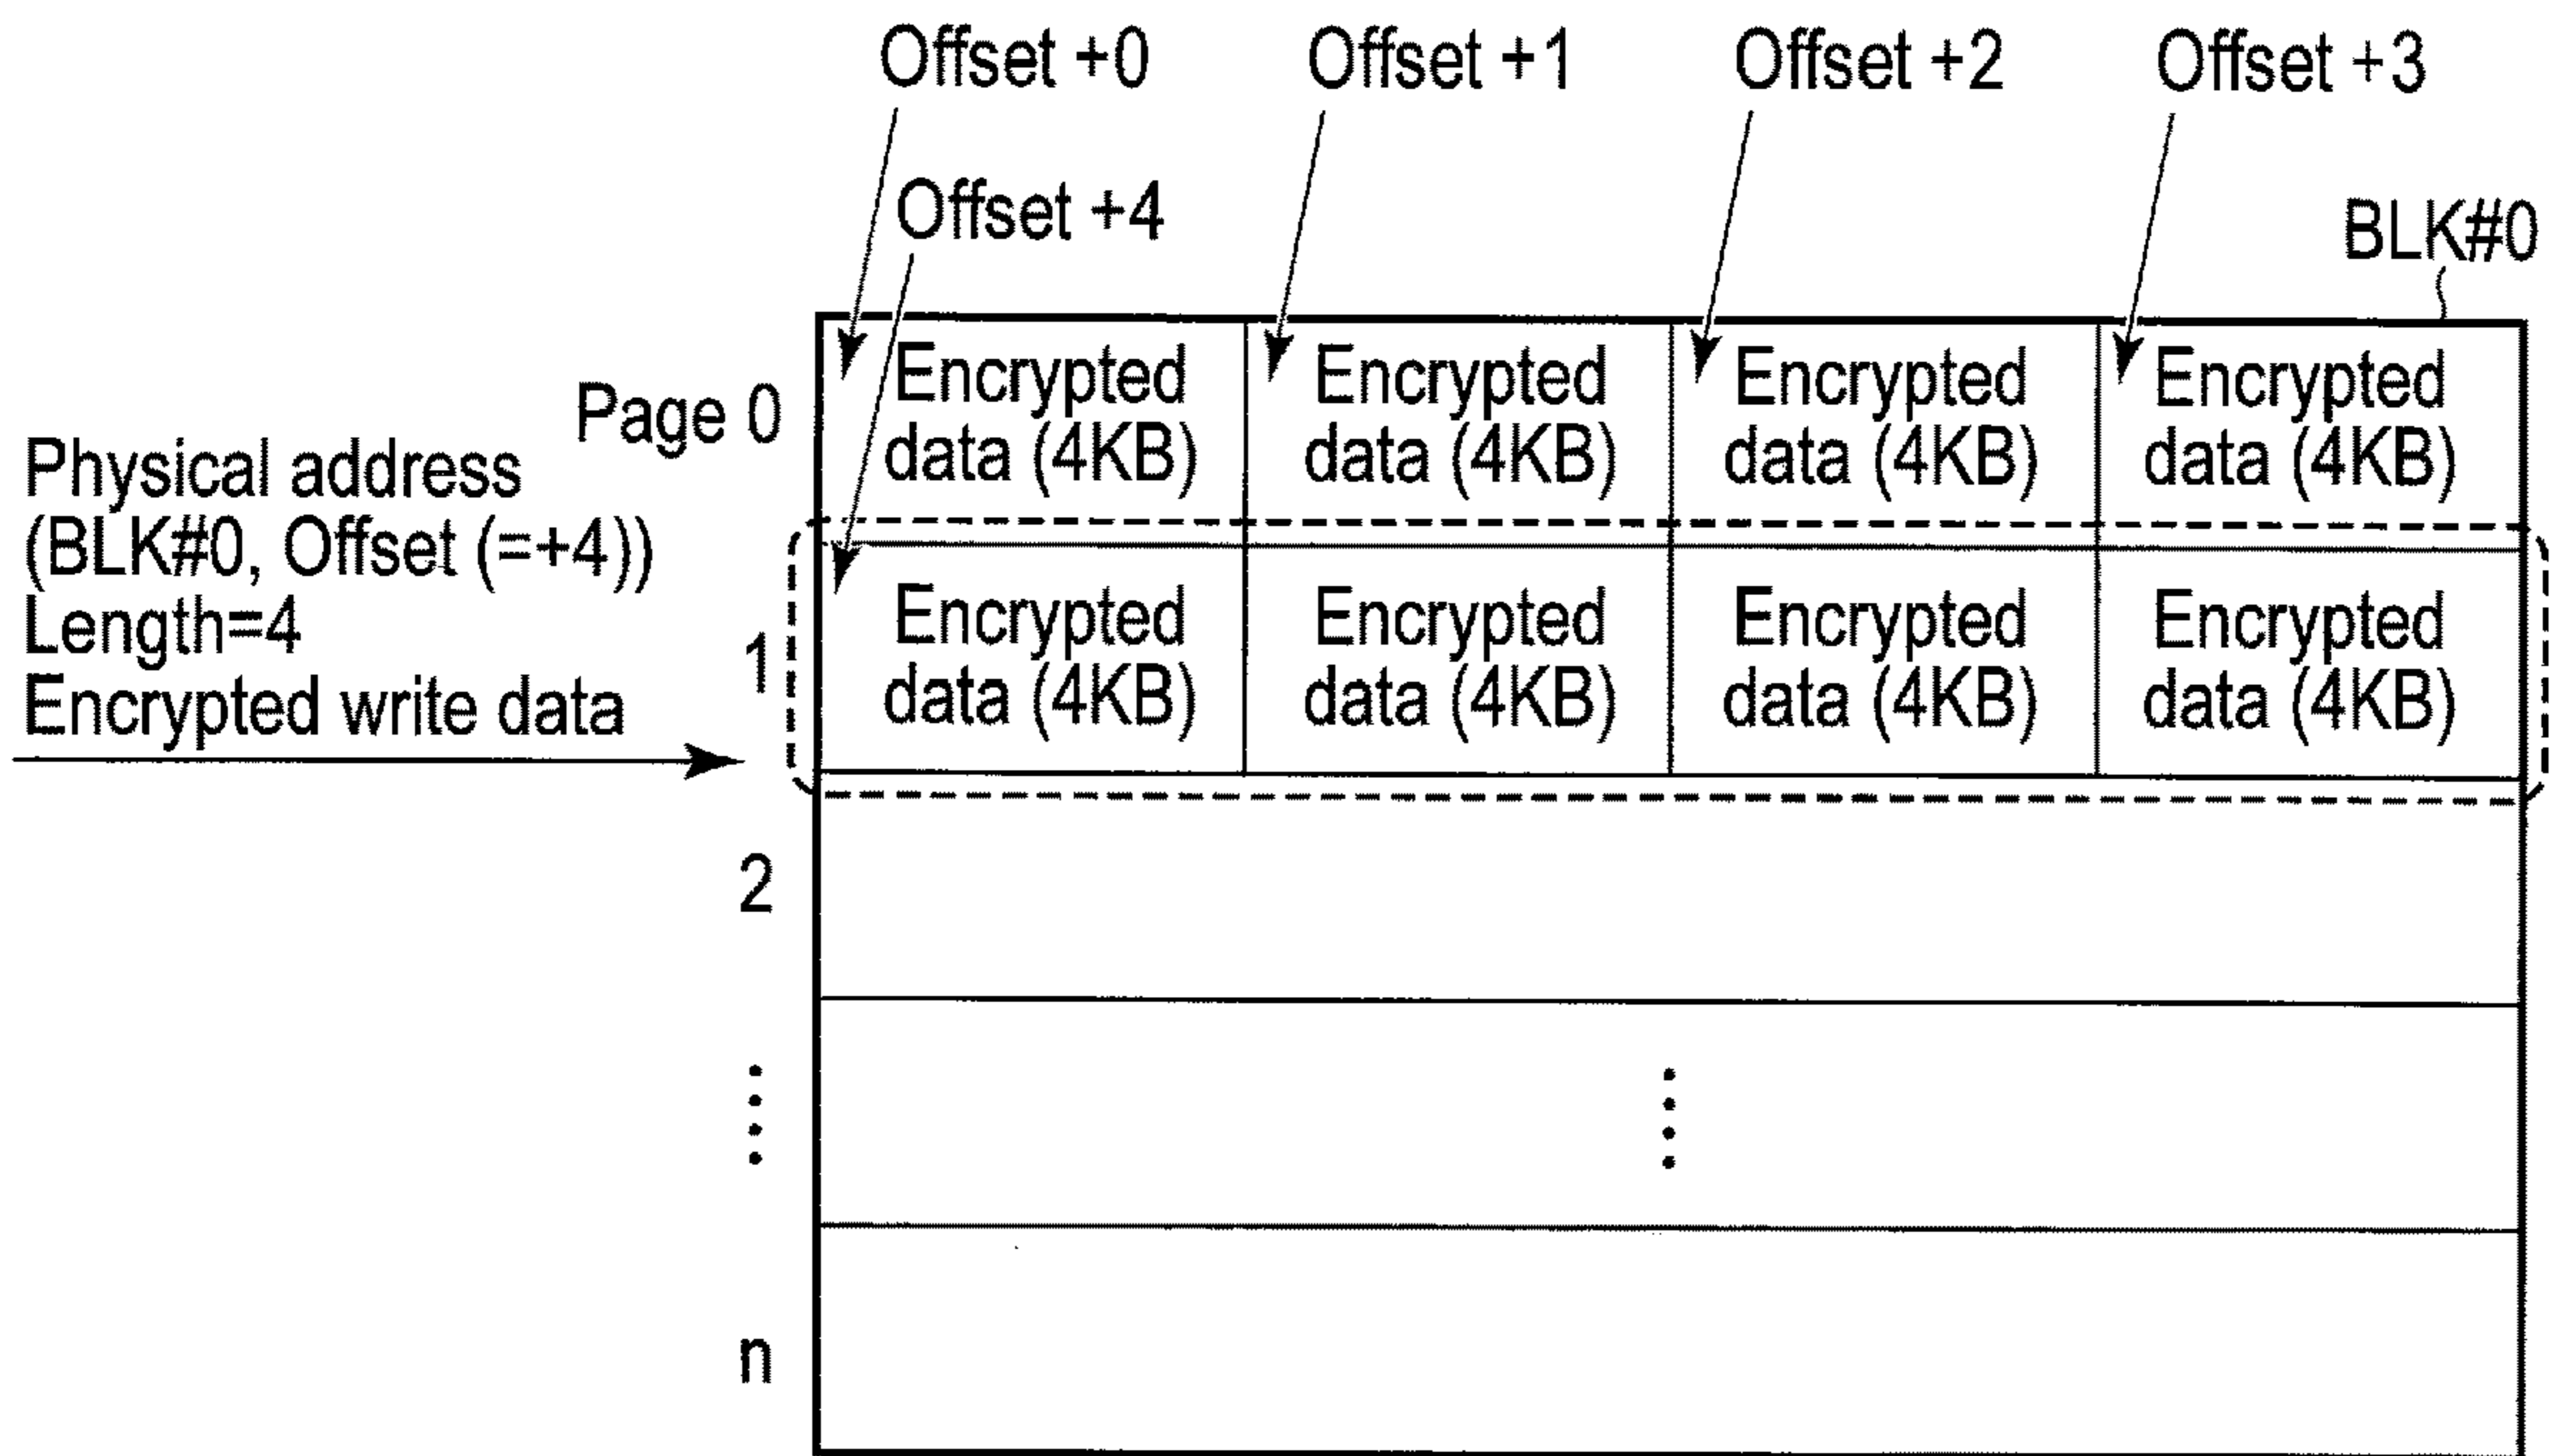 Offset +0 Offset +1 Offset +2 Offset +3
Offset +4
BLK#0
Page 0
Encrypted
data (4KB)
Encrypted
data (4KB)
Encrypted
data (4KB)
Encrypted
data (4KB)
Physical address
(BLK#0, Offset (=+4))
Length=4
Encrypted write data
1
Encrypted
data (4KB)
Encrypted
data (4KB)
Encrypted
data (4KB)
Encrypted
data (4KB)
2
n